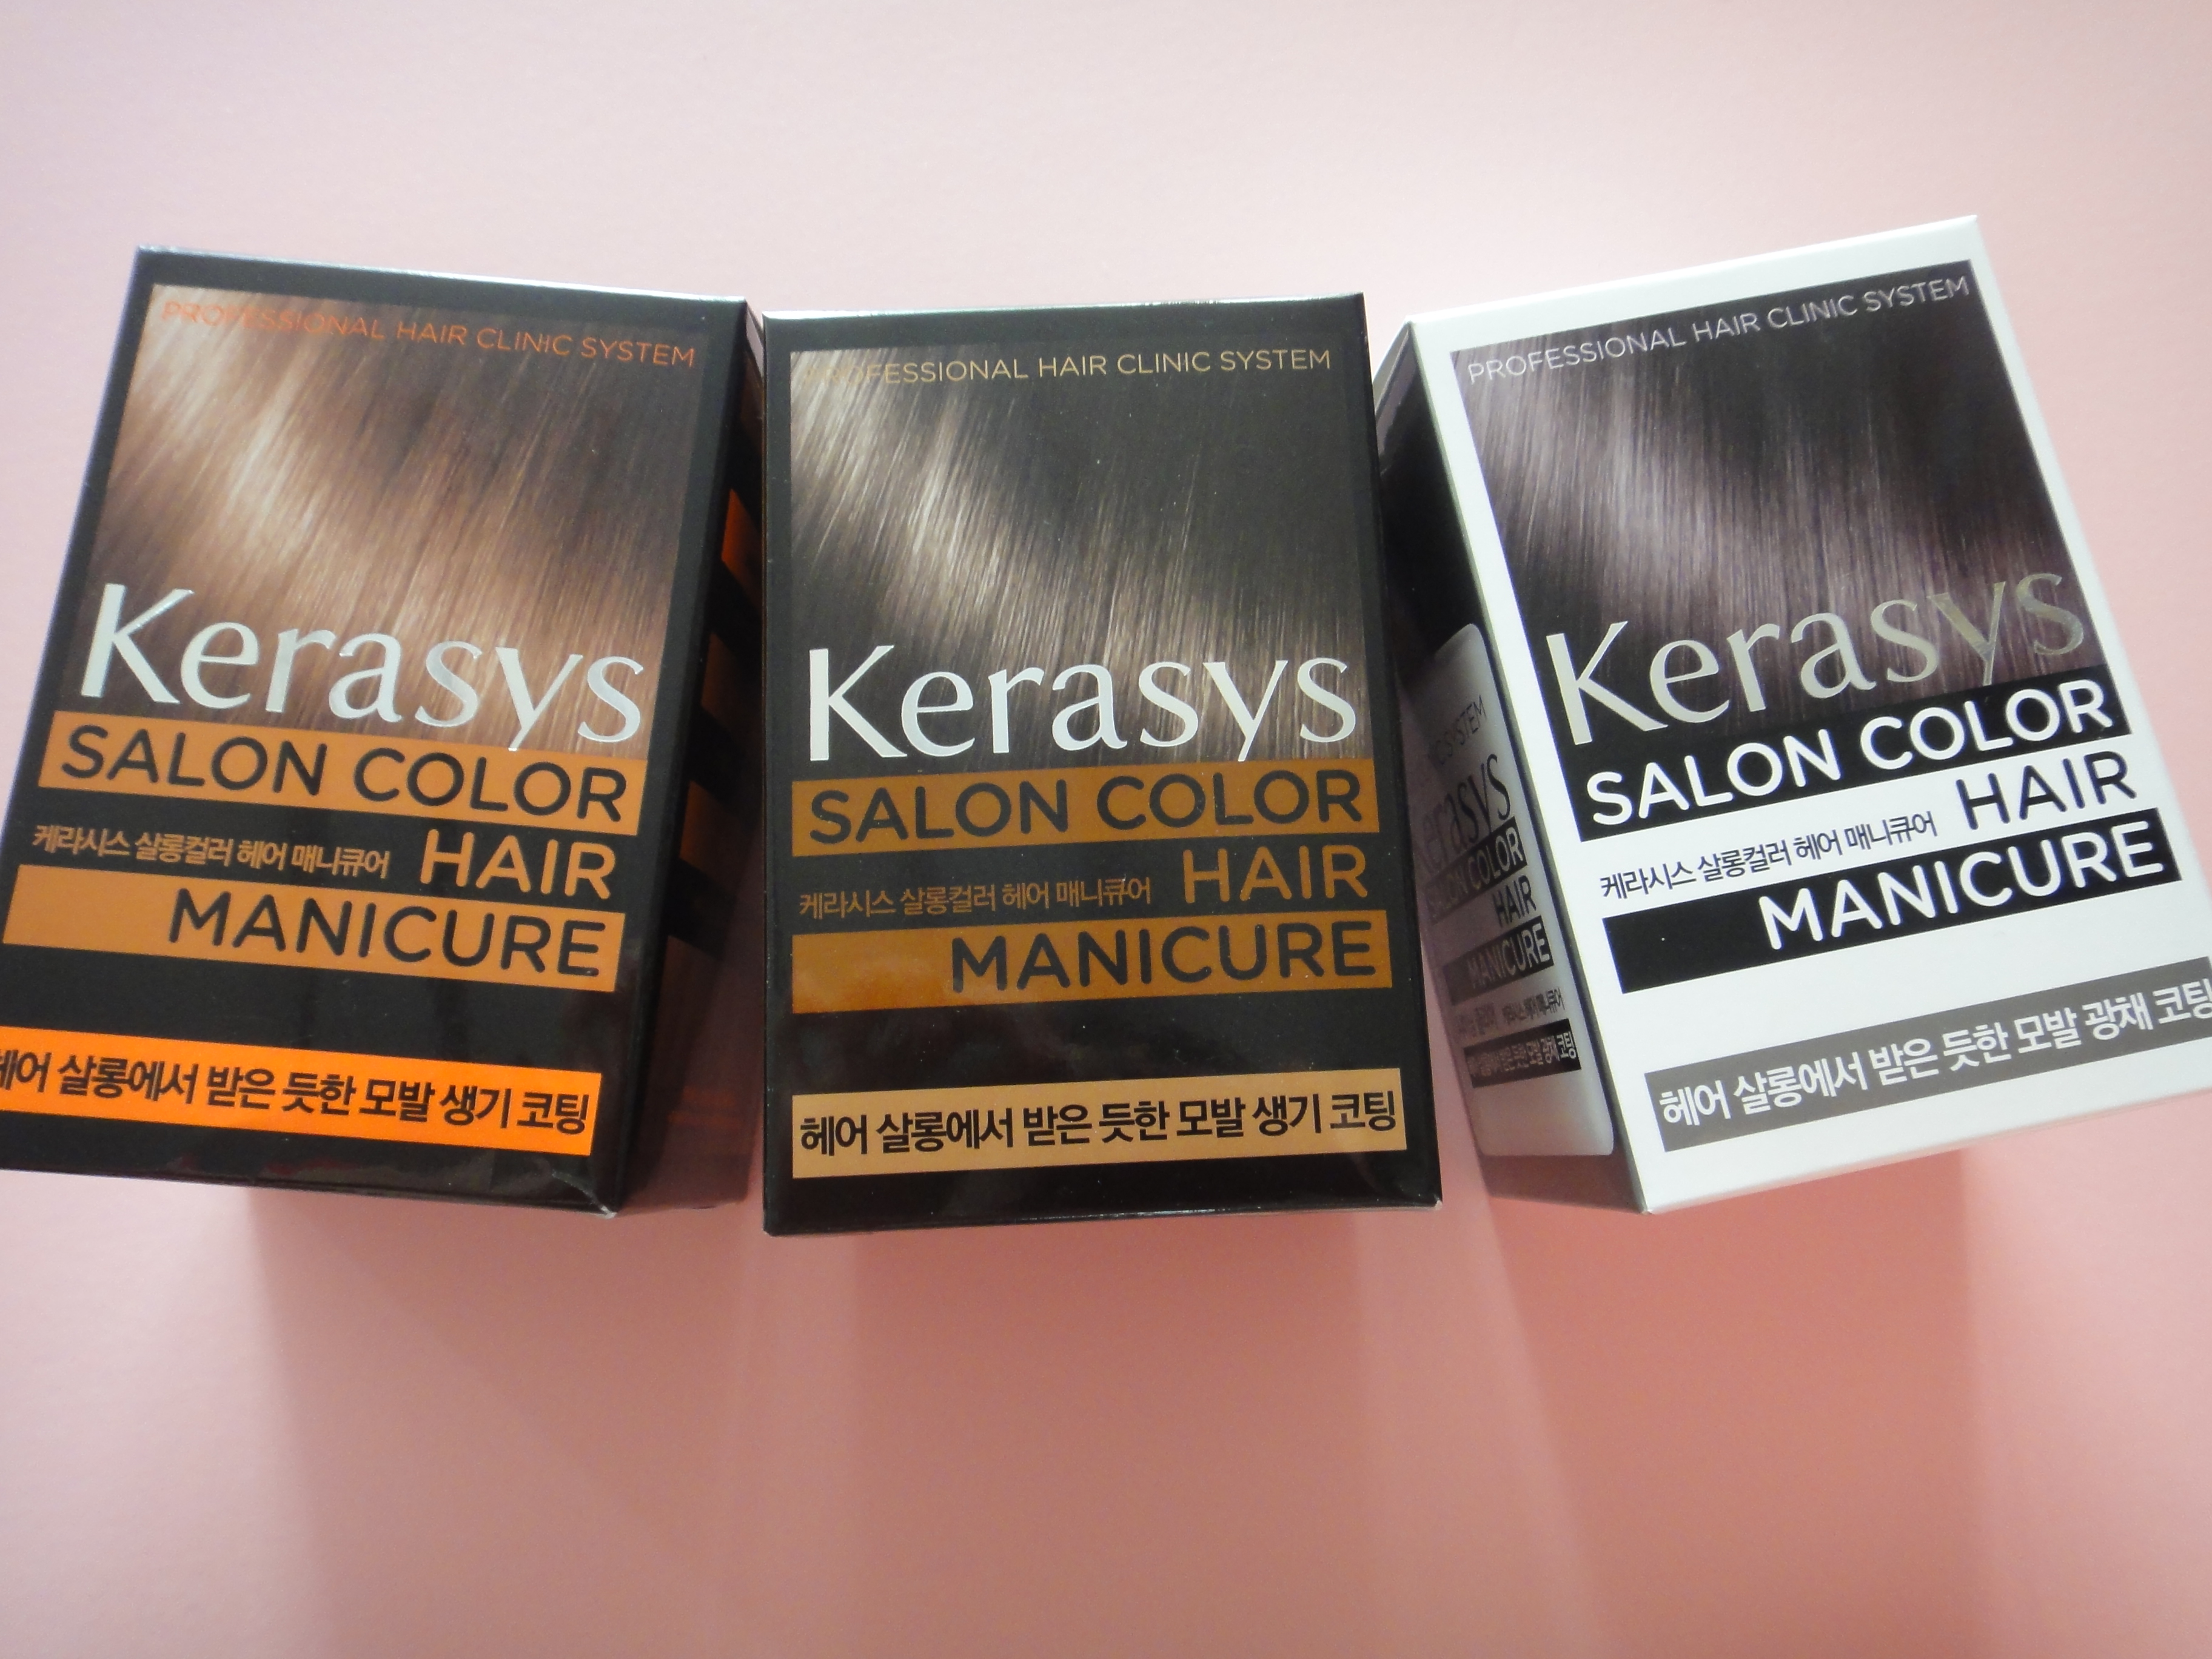 PROFESSIONAL HAIR CLINIC SYSTEM
Kerasys
SALON COLOR
케라시스 살롱컬러 헤어 매니큐어 HAIR
MANICURE
헤어 살롱에서 받은 듯한 모발 생기 코팅
PROFESSIONAL HAIR CLINIC SYSTEM
Kerasys
SALON COLOR
케라시스 살롱컬러 헤어 매니큐어 HAIR
MANICURE
헤어 살롱에서 받은 듯한 모발 생기 코팅
SYSTEM
Kerasys
SALON COLOR
HAIR
MANICURE
PROFESSIONAL HAIR CLINIC SYSTEM
Kerasys
SALON COLOR
케라시스 살롱컬러 헤어 매니큐어 HAIR
MANICURE
헤어 살롱에서 받은 듯한 모발 광채 코팅